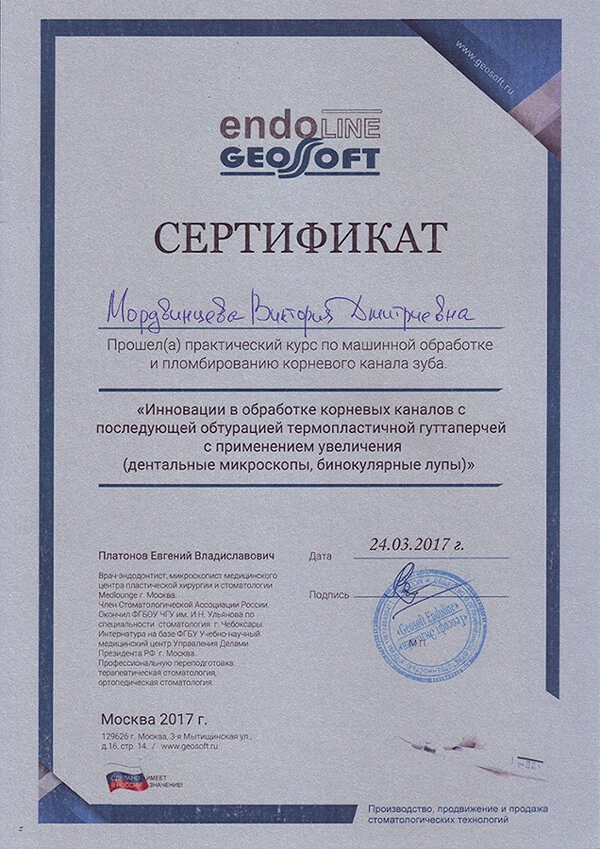 www.geosoft.ru
endoLINE
GEOSOFT
СЕРТИФИКАТ
Мордвинцева Виктория Дмитриевна
Прошел(а) практический курс по машинной обработке
и пломбированию корневого канала зуба.
«Инновации в обработке корневых каналов с
последующей обтурацией термопластичной гуттаперчей
с применением увеличения
(дентальные микроскопы, бинокулярные лупы)»
Платонов Евгений Владиславович
Врач-эндодонтист, микроскопист медицинского
центра пластической хирургии и стоматологии
Medlounge г. Москва.
Член Стоматологической Ассоциации России.
Окончил ФГБОУ ЧГУ им. И.Н. Ульянова по
специальности стоматология г. Чебоксары.
Интернатура на базе ФГБУ Учебно-научный
медицинский центр Управления Делами
Президента РФ г. Москва.
Профессиональная переподготовка:
терапевтическая стоматология,
ортопедическая стоматология.
Дата 24.03.2017 г.
Подпись
«Geosoft Endoline»
Москва 2017 г.
129626 г. Москва, 3-я Мытищинская ул.,
д.16, стр. 14. / www.geosoft.ru
СДЕЛАНО ИМЕЕТ
В РОССИИ ЗНАЧЕНИЕ!
Производство, продвижение и продажа
стоматологических технологий